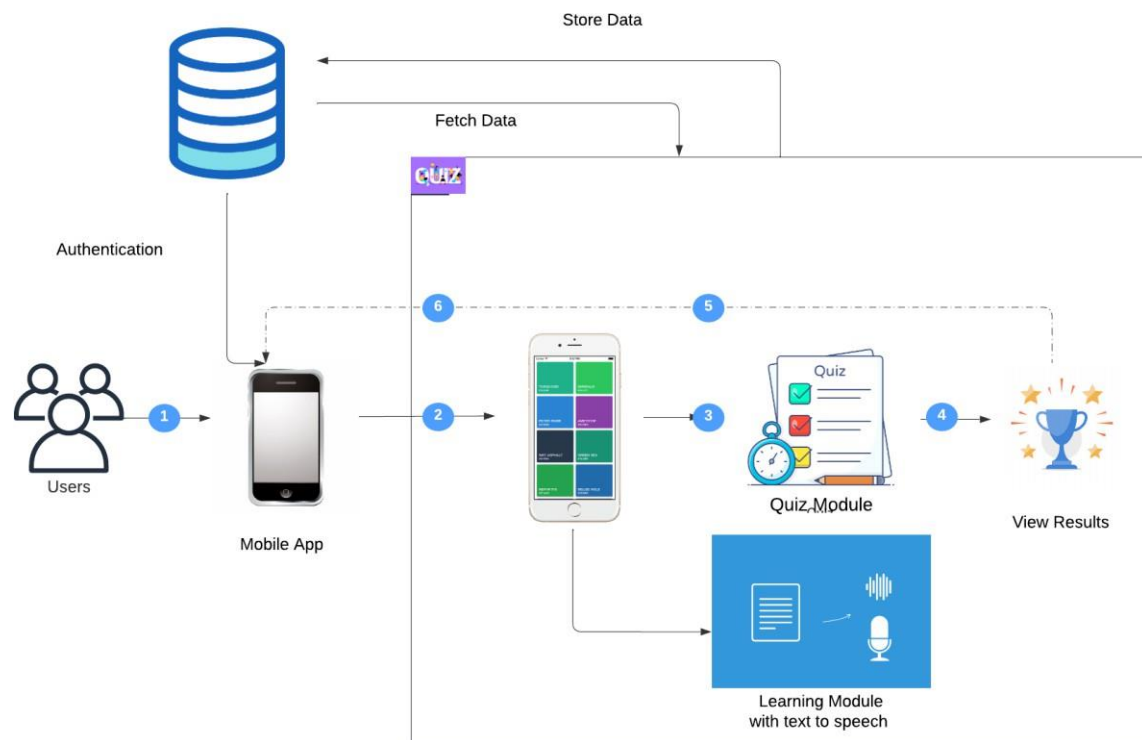 Store Data
Fetch Data
QUIZ
Authentication
6
5
Quiz
1
2
3
4
Users
Quiz Module
Mobile App
View Results
Learning Module
with text to speech